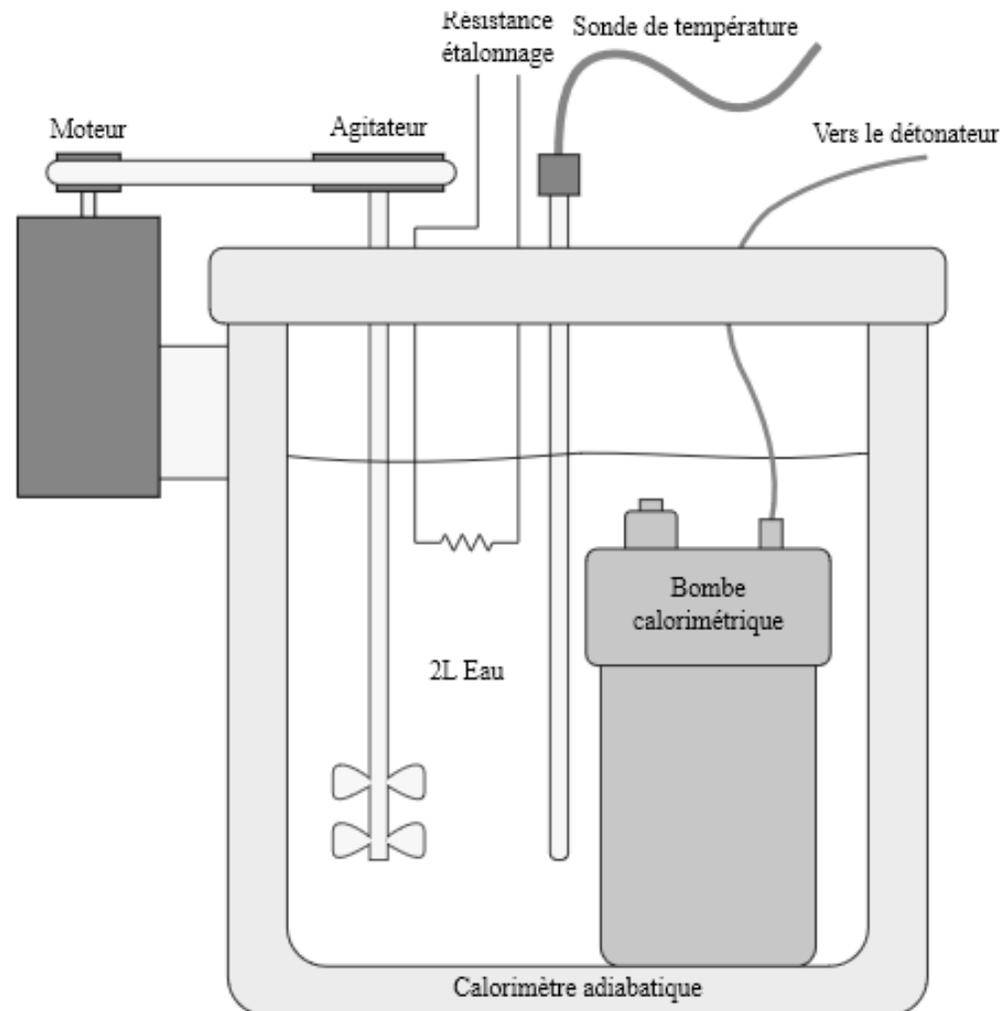 Résistance
étalonnage
Sonde de température
Moteur
Agitateur
Vers le détonateur
Bombe
calorimétrique
2L Eau
Calorimètre adiabatique